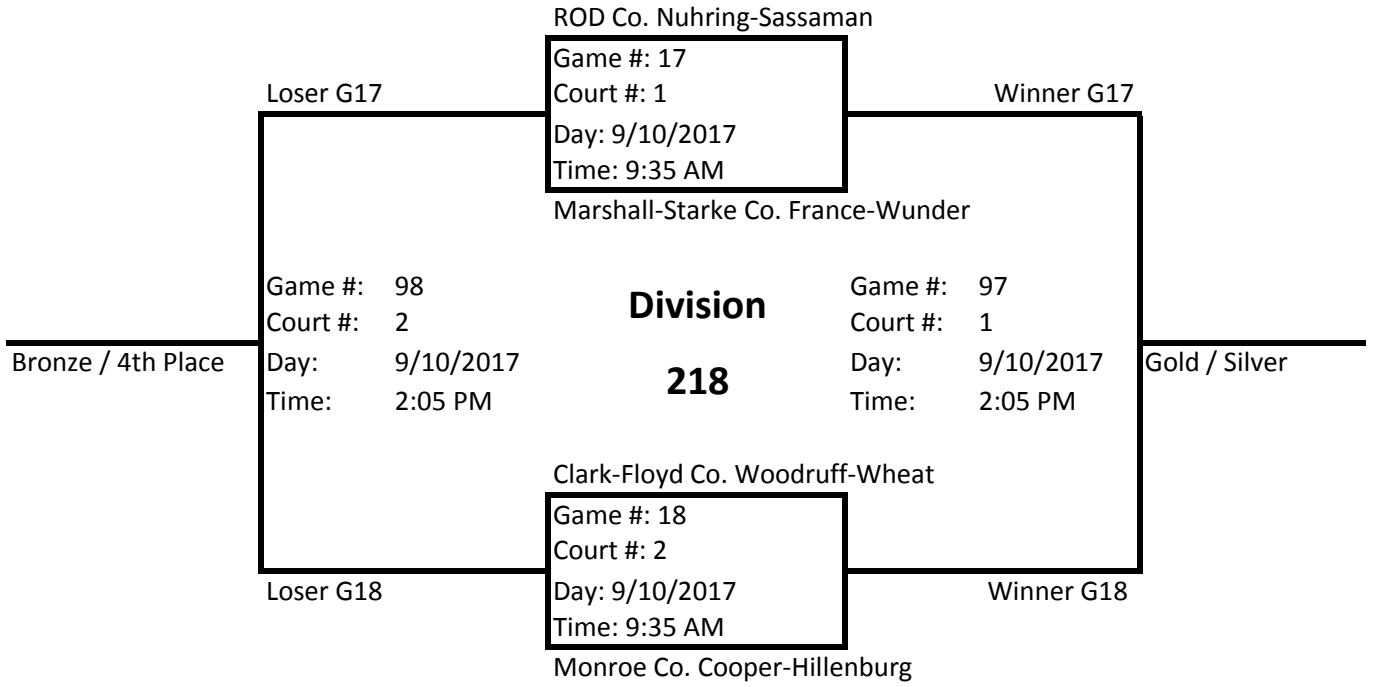 ROD Co. Nuhring-Sassaman
Game #: 17
Loser G17 Court #: 1 Winner G17
Day: 9/10/2017
Time: 9:35 AM
Marshall-Starke Co. France-Wunder
Game #: 98
Court #: 2
Bronze / 4th Place Day: 9/10/2017
Time: 2:05 PM
Division
218
Game #: 97
Court #: 1
Day: 9/10/2017 Gold / Silver
Time: 2:05 PM
Clark-Floyd Co. Woodruff-Wheat
Game #: 18
Court #: 2
Loser G18 Day: 9/10/2017 Winner G18
Time: 9:35 AM
Monroe Co. Cooper-Hillenburg